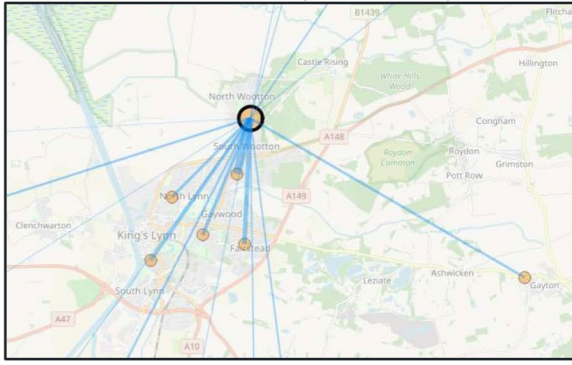 B1439
Flitcha
Castle Rising
Hillington
White Hills
Wood
North Wootton
Congham
A148
South Wootton
Roydon
Common
Roydon
Grimston
Pott Row
North Lynn
A149
Gaywood
Clenchwarton
King's Lynn
Fairstead
Ashwicken
Leziate
Gayton
South Lynn
A47
A10